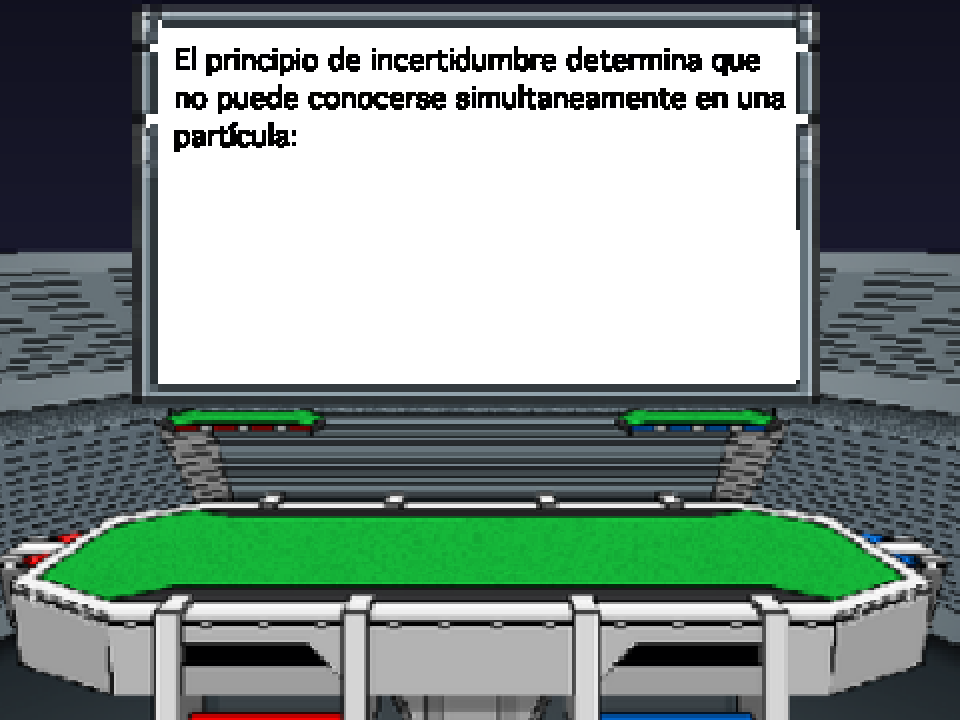 El principio de incertidumbre determina que
no puede conocerse simultaneamente en una
partícula: